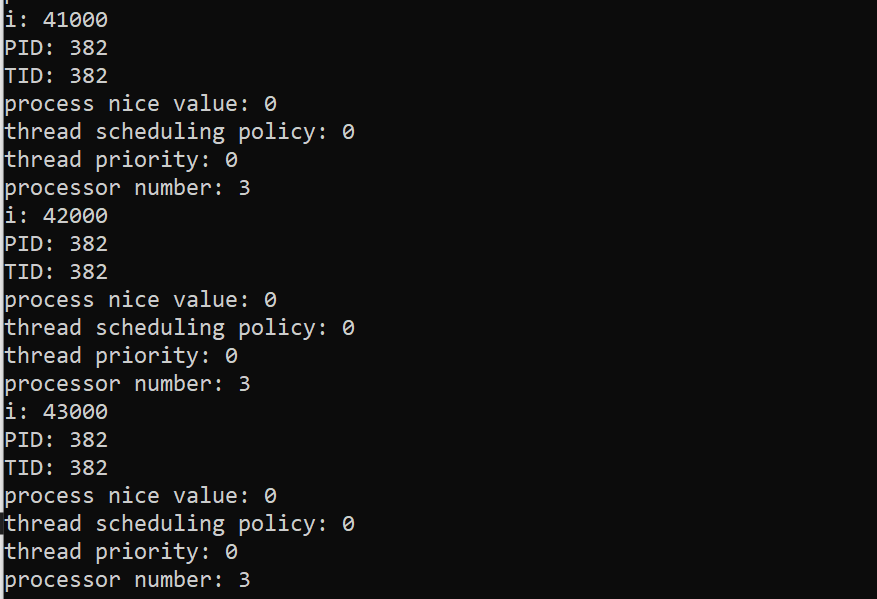 i: 41000
PID: 382
TID: 382
process nice value: 0
thread scheduling policy: 0
thread priority: 0
processor number: 3
i: 42000
PID: 382
TID: 382
process nice value: 0
thread scheduling policy: 0
thread priority: 0
processor number: 3
i: 43000
PID: 382
TID: 382
process nice value: 0
thread scheduling policy: 0
thread priority: 0
processor number: 3